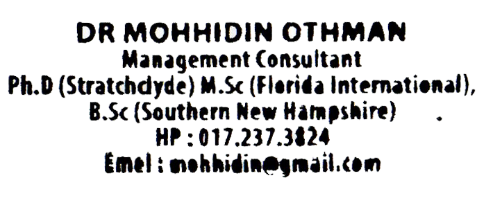 DR MOHHIDIN OTHMAN
Management Consultant
Ph.D (Stratchclyde) M.Sc (Florida International),
B.Sc (Southern New Hampshire)
HP : 017.237.3824
Emel : mohhidin@gmail.com